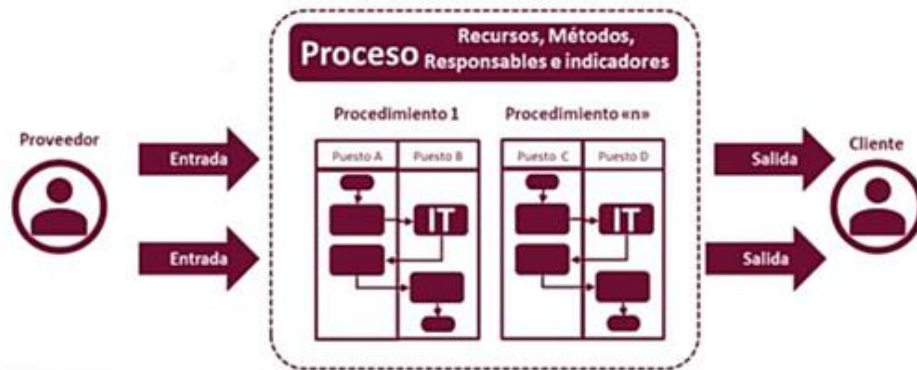 Proceso
Recursos, Métodos,
Responsables e indicadores
Procedimiento 1
Procedimiento «n»
Proveedor
Entrada
Entrada
Puesto A
Puesto B
IT
Puesto C
Puesto D
IT
Salida
Salida
Cliente